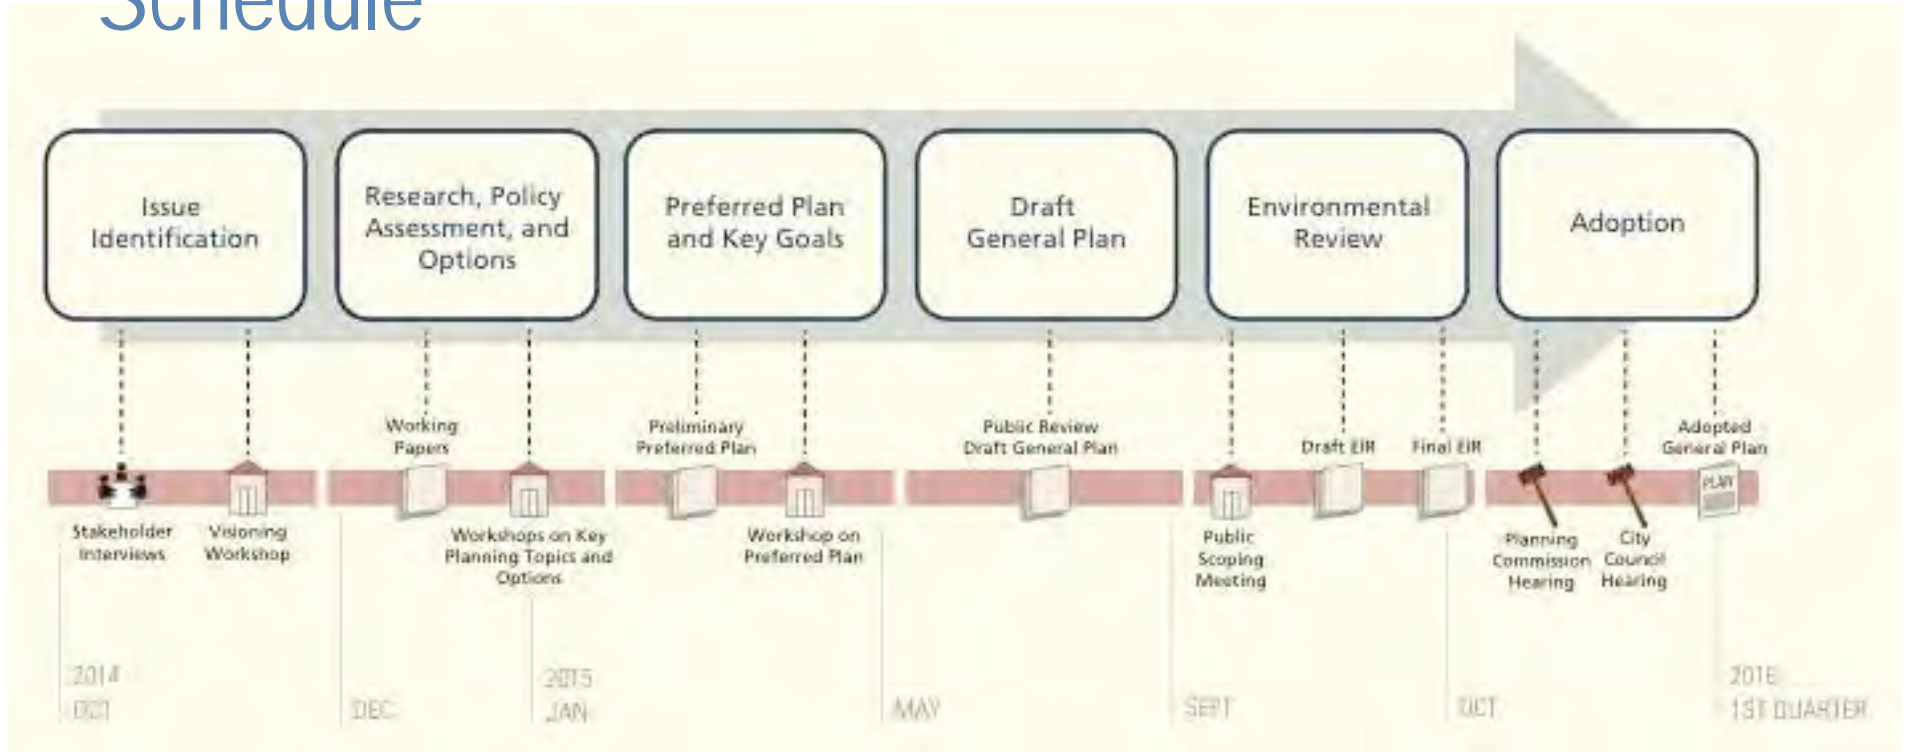 Schedule
Issue
Identification
Research, Policy
Assessment, and
Options
Preferred Plan
and Key Goals
Draft
General Plan
Environmental
Review
Adoption
Working
Papers
Preliminary
Preferred Plan
Public Review
Draft General Plan
Draft EIR
Final EIR
Adopted
General Plan
PLAN
Stakeholder
Interviews
Visioning
Workshop
Workshops on Key
Planning Topics and
Options
Workshop on
Preferred Plan
Public
Scoping
Meeting
Planning
Commission
Hearing
City
Council
Hearing
2014
OCT
DEC
2015
JAN
MAY
SEPT
OCT
2016
1ST QUARTER